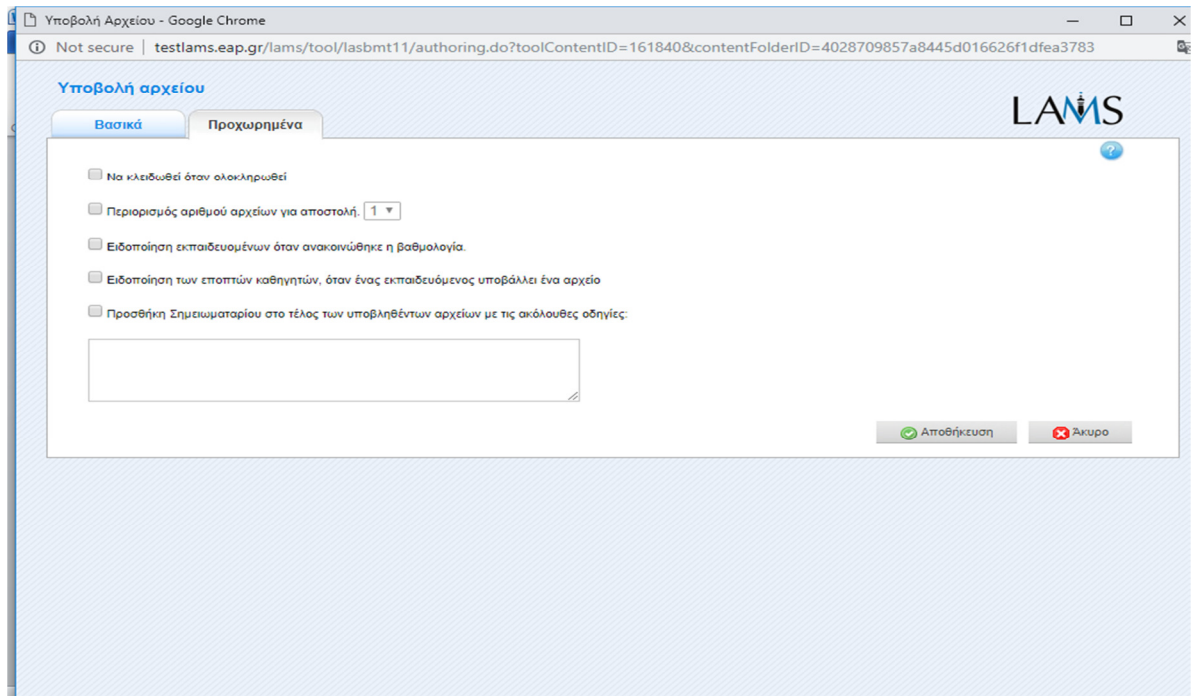 Υποβολή Αρχείου - Google Chrome
Not secure | testlams.eap.gr/lams/tool/lasbmt11/authoring.do?toolContentID=161840&contentFolderID=4028709857a8445d016626f1dfea3783
Υποβολή αρχείου
LAMS
Βασικά Προχωρημένα
?
Να κλειδωθεί όταν ολοκληρωθεί
Περιορισμός αριθμού αρχείων για αποστολή. 1
Ειδοποίηση εκπαιδευομένων όταν ανακοινώθηκε η βαθμολογία.
Ειδοποίηση των εποπτών καθηγητών, όταν ένας εκπαιδευόμενος υποβάλλει ένα αρχείο
Προσθήκη Σημειωματαρίου στο τέλος των υποβληθέντων αρχείων με τις ακόλουθες οδηγίες:
Αποθήκευση Άκυρο